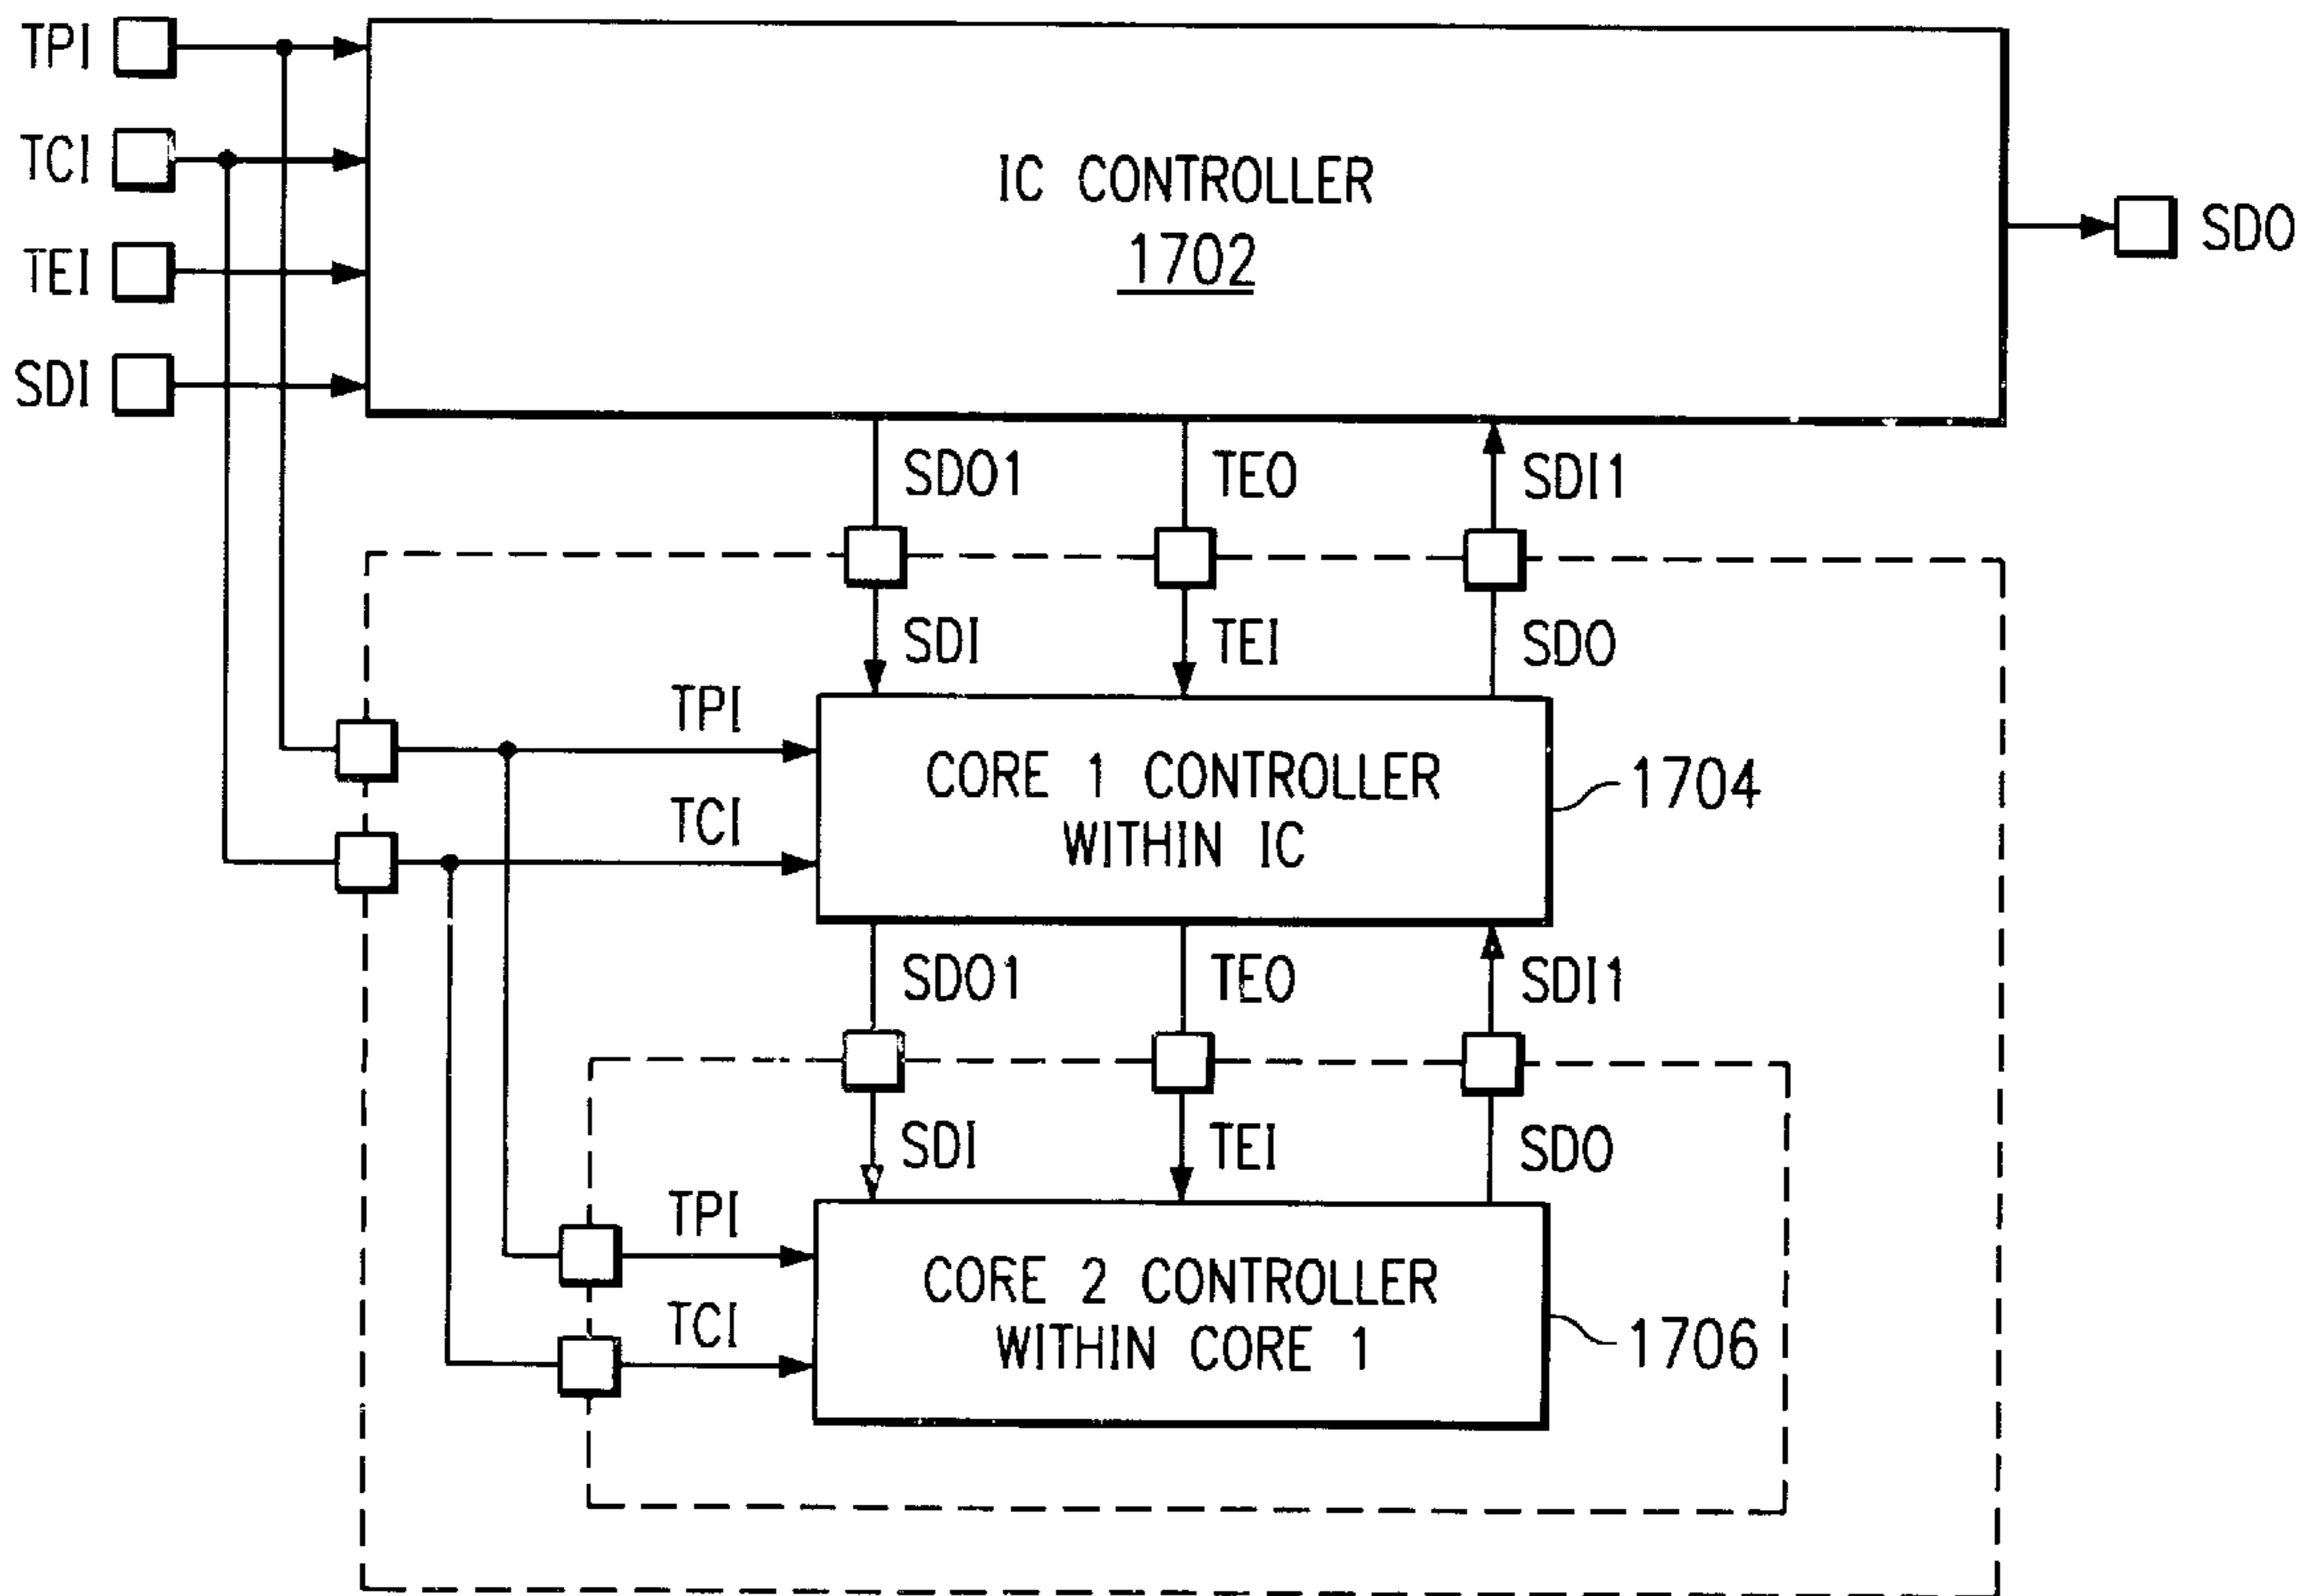 TPI
TCI
TEI
SDI
IC CONTROLLER
1702
SDO
SDO1
TEO
SDI1
SDI
TEI
SDO
TPI
TCI
CORE 1 CONTROLLER
WITHIN IC
1704
SDO1
TEO
SDI1
SDI
TEI
SDO
TPI
TCI
CORE 2 CONTROLLER
WITHIN CORE 1
1706